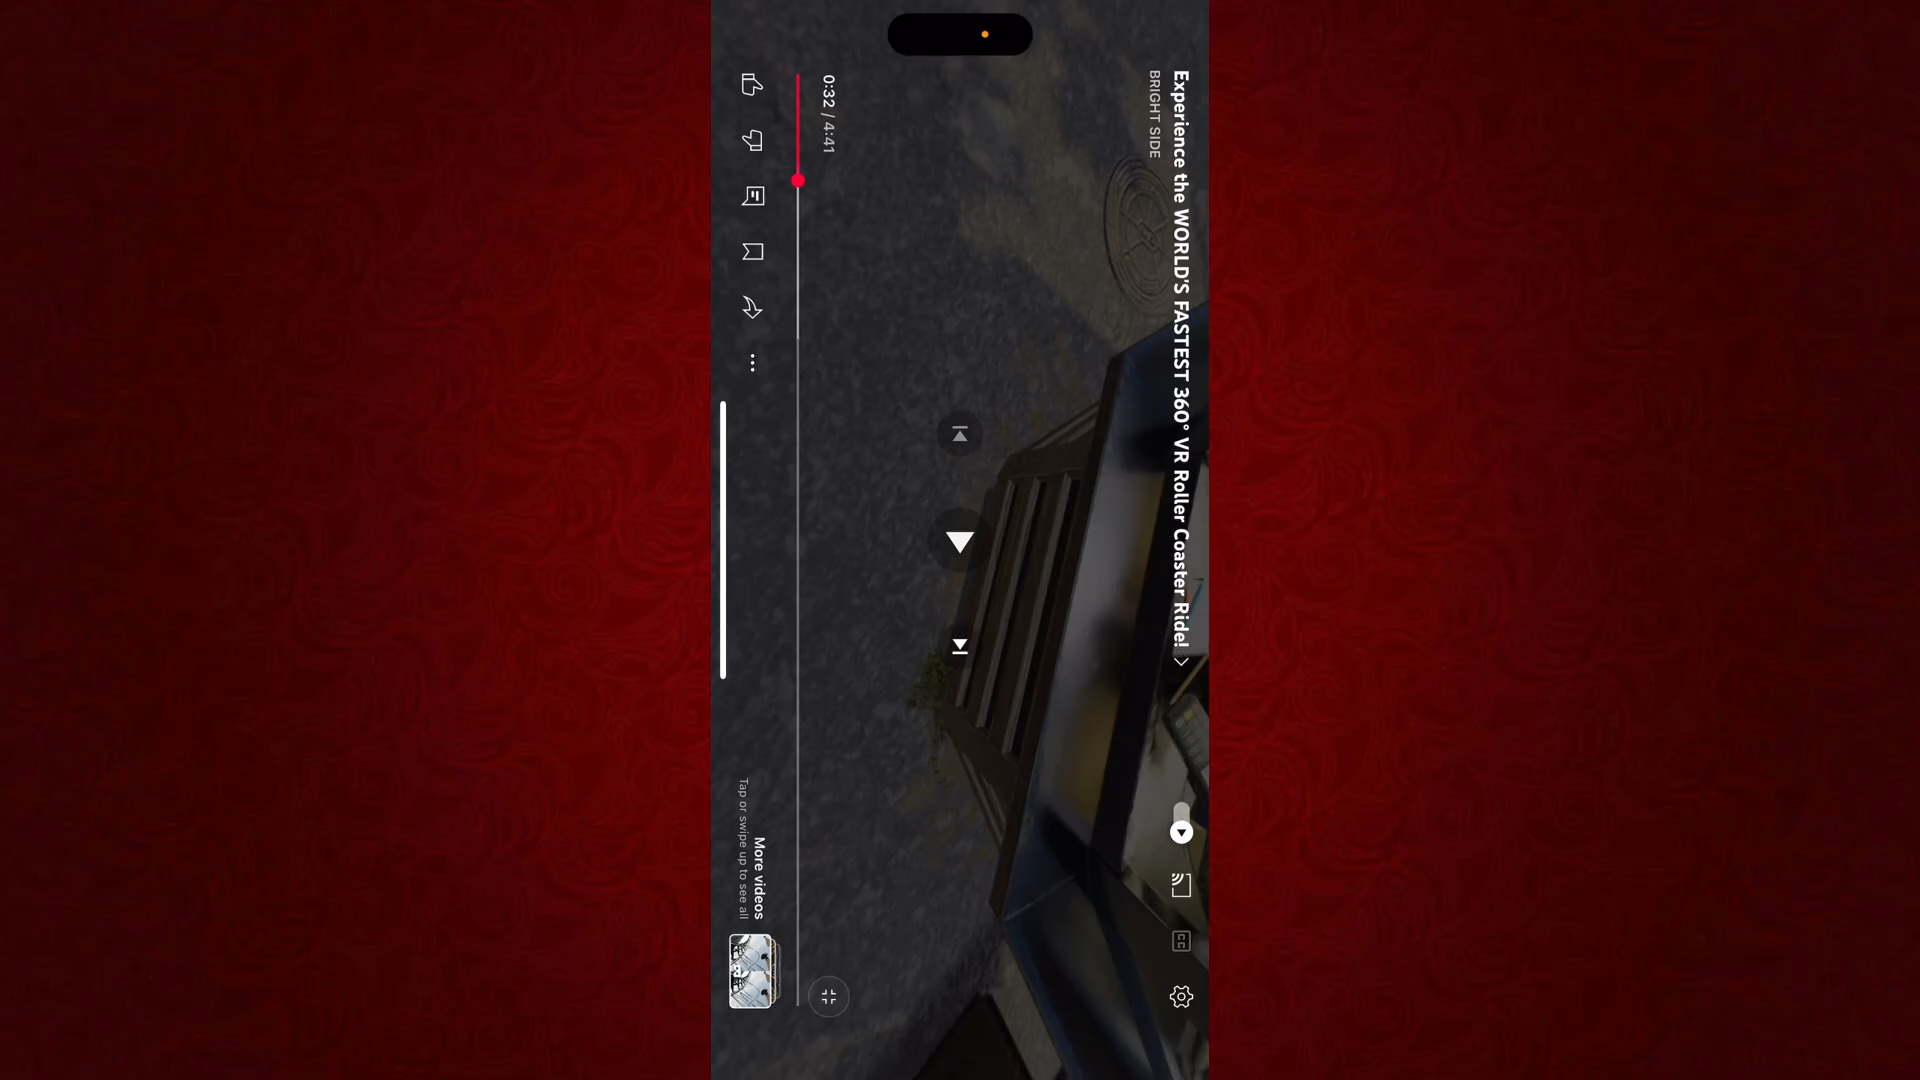 Experience the WORLD'S FASTEST 360° VR Roller Coaster Ride!
BRIGHT SIDE
CC
0:32 / 4:41
More videos
Tap or swipe up to see all